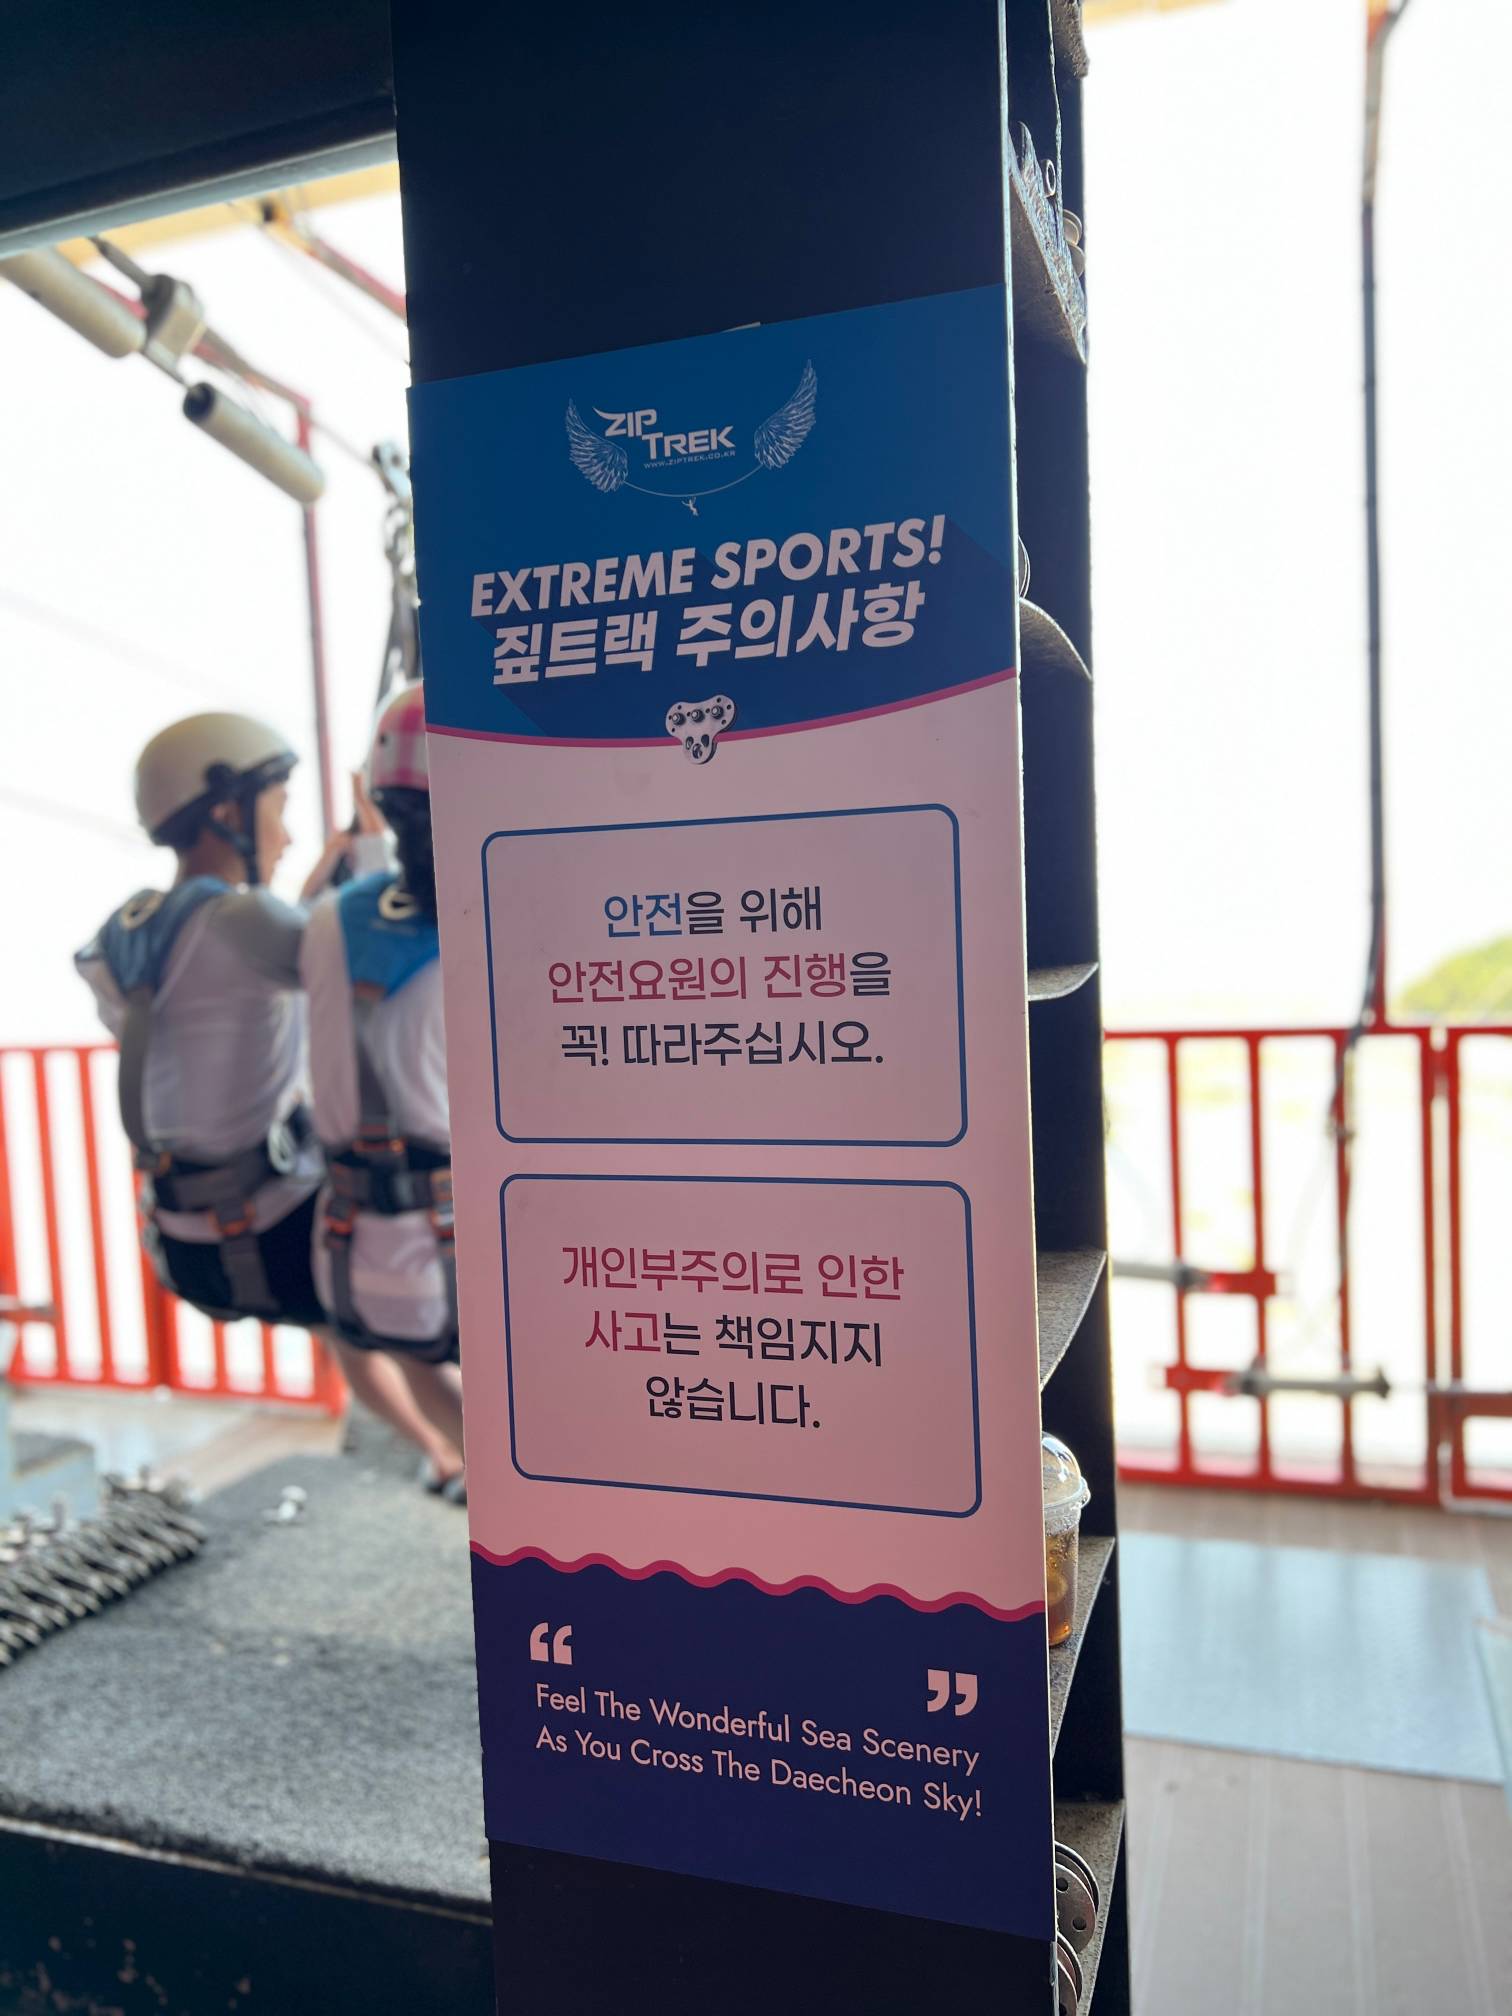 ZIP
TREK
WWW.ZIPTREK.CO.KR
EXTREME SPORTS!
짚트랙 주의사항
안전을 위해
안전요원의 진행을
꼭! 따라주십시오.
개인부주의로 인한
사고는 책임지지
않습니다.
“ ”
Feel The Wonderful Sea Scenery
As You Cross The Daecheon Sky!